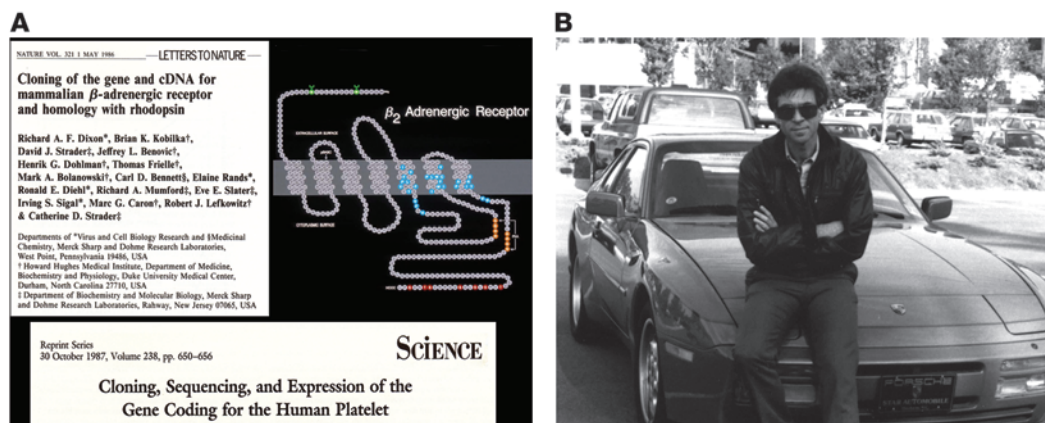 A
NATURE VOL. 321 1 MAY 1986
LETTERS TO NATURE
Cloning of the gene and cDNA for
mammalian β-adrenergic receptor
and homology with rhodopsin
Richard A. F. Dixon*, Brian K. Kobilka†,
David J. Strader‡, Jeffrey L. Benovic†,
Henrik G. Dohlman†, Thomas Frielle†,
Mark A. Bolanowski†, Carl D. Bennett§, Elaine Rands*,
Ronald E. Diehl*, Richard A. Mumford‡, Eve E. Slater‡,
Irving S. Sigal*, Marc G. Caron†, Robert J. Lefkowitz†
& Catherine D. Strader‡
Departments of *Virus and Cell Biology Research and §Medicinal
Chemistry, Merck Sharp and Dohme Research Laboratories,
West Point, Pennsylvania 19486, USA
† Howard Hughes Medical Institute, Department of Medicine,
Biochemistry and Physiology, Duke University Medical Center,
Durham, North Carolina 27710, USA
‡ Department of Biochemistry and Molecular Biology, Merck Sharp
and Dohme Research Laboratories, Rahway, New Jersey 07065, USA
β2 Adrenergic Receptor
EXTRACELLULAR SURFACE
CYTOPLASMIC SURFACE
Reprint Series
30 October 1987, Volume 238, pp. 650–656
SCIENCE
Cloning, Sequencing, and Expression of the
Gene Coding for the Human Platelet
B
PORSCHE